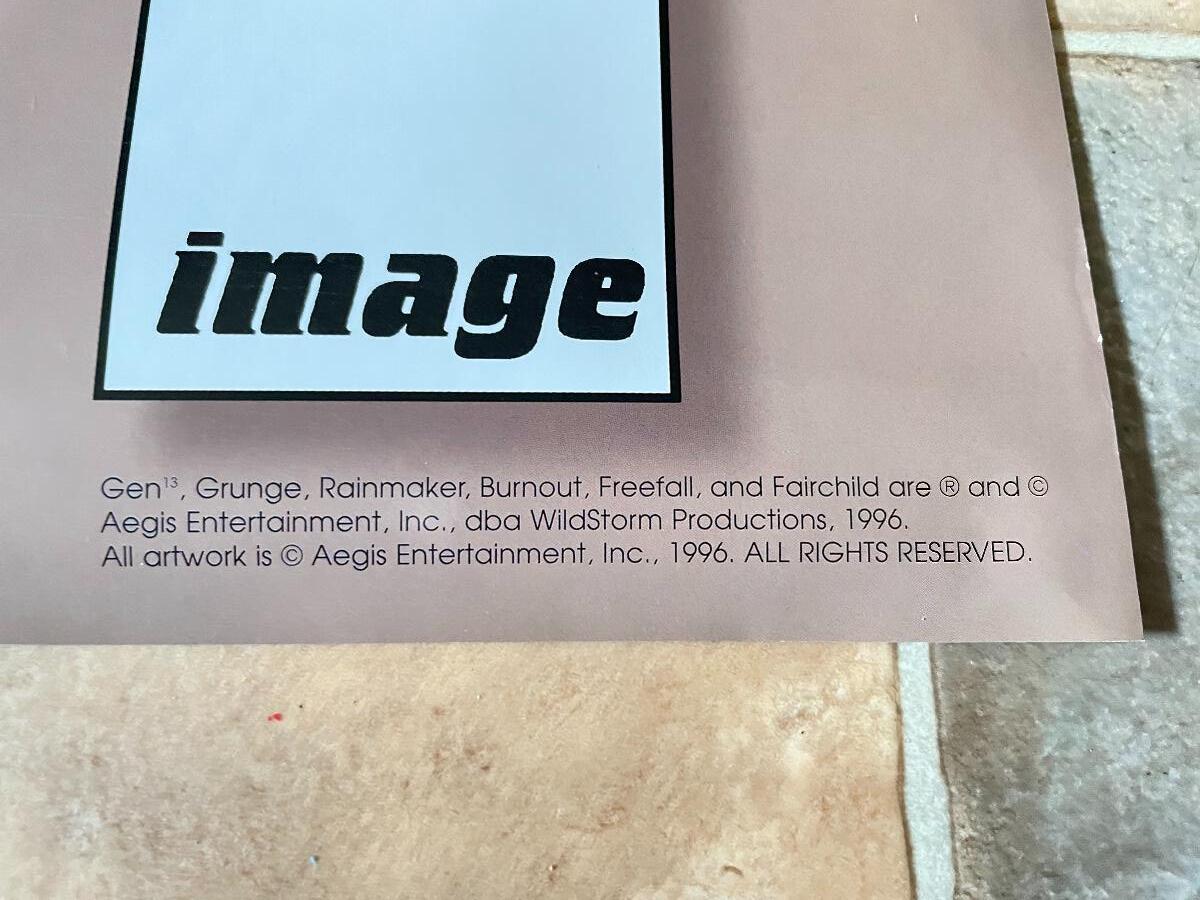 image
Gen¹³, Grunge, Rainmaker, Burnout, Freefall, and Fairchild are ® and ©
Aegis Entertainment, Inc., dba WildStorm Productions, 1996.
All artwork is © Aegis Entertainment, Inc., 1996. ALL RIGHTS RESERVED.